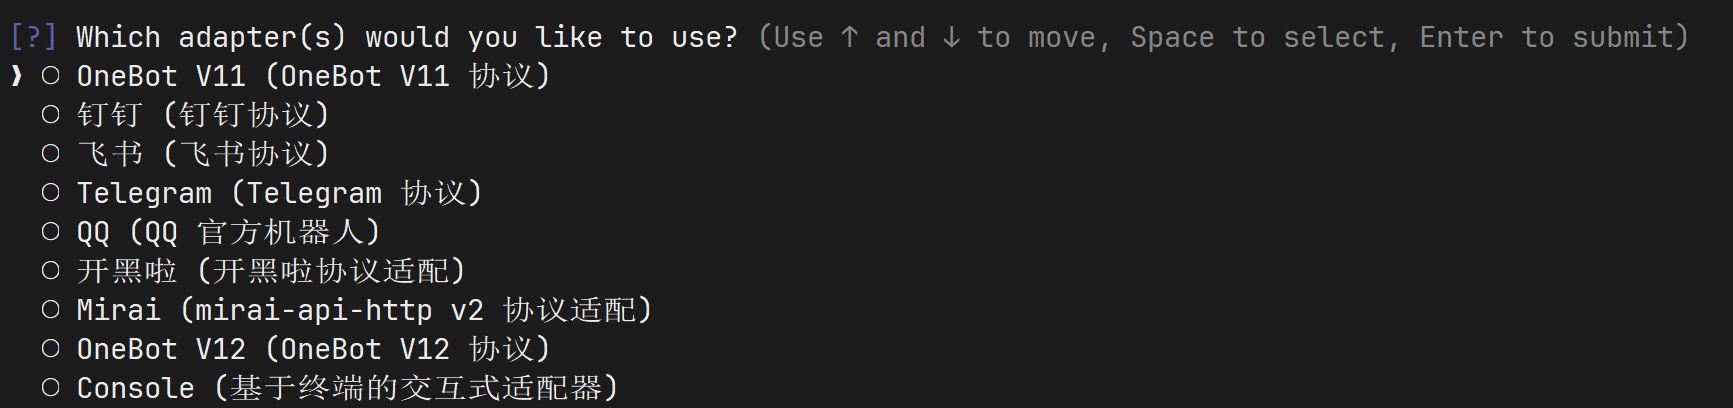 [?] Which adapter(s) would you like to use? (Use ↑ and ↓ to move, Space to select, Enter to submit)
❯ ○ OneBot V11 (OneBot V11 协议)
○ 钉钉 (钉钉协议)
○ 飞书 (飞书协议)
○ Telegram (Telegram 协议)
○ QQ (QQ 官方机器人)
○ 开黑啦 (开黑啦协议适配)
○ Mirai (mirai-api-http v2 协议适配)
○ OneBot V12 (OneBot V12 协议)
○ Console (基于终端的交互式适配器)